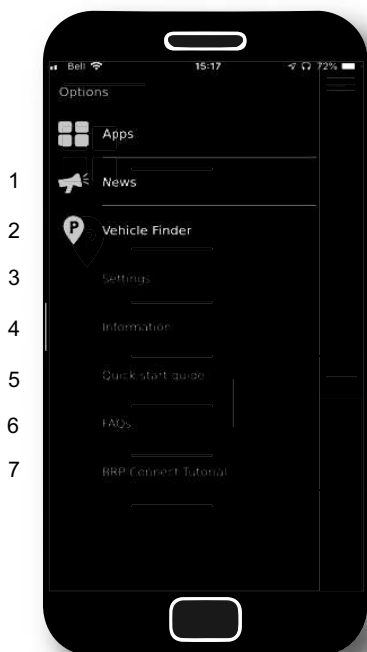 Bell 15:17 72%
Options
Apps
1 News
2 P Vehicle Finder
3 Settings
4 Information
5 Quick start guide
6 FAQs
7 BRP Connect Tutorial